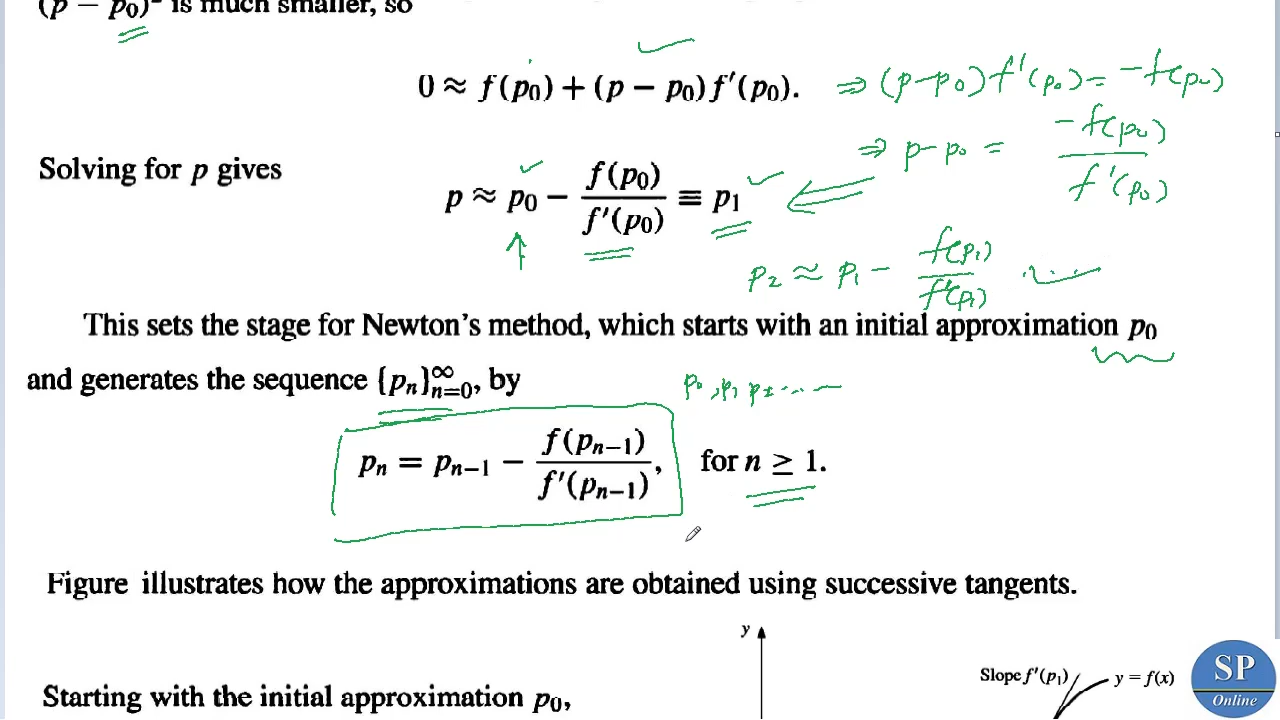 (p − p₀)² is much smaller, so
0 ≈ f(p₀) + (p − p₀) f′(p₀). ⇒ (p−p₀) f′(p₀) = −f(p₀)
⇒ p−p₀ = −f(p₀) / f′(p₀)
Solving for p gives
p ≈ p₀ − f(p₀) / f′(p₀) ≡ p₁
p₂ ≈ p₁ − f(p₁) / f′(p₁)
This sets the stage for Newton's method, which starts with an initial approximation p₀
and generates the sequence {pₙ}ₙ₌₀^∞, by
p₀, p₁ p₂ ...
pₙ = pₙ₋₁ − f(pₙ₋₁) / f′(pₙ₋₁), for n ≥ 1.
Figure illustrates how the approximations are obtained using successive tangents.
y
Slope f′(p₁) y = f(x)
SP
Online
Starting with the initial approximation p₀,